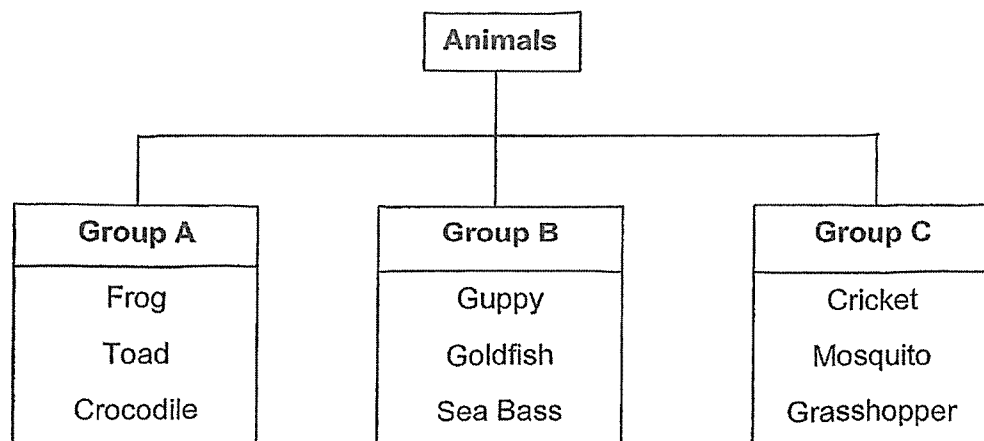 Animals
Group A
Frog
Toad
Crocodile
Group B
Guppy
Goldfish
Sea Bass
Group C
Cricket
Mosquito
Grasshopper